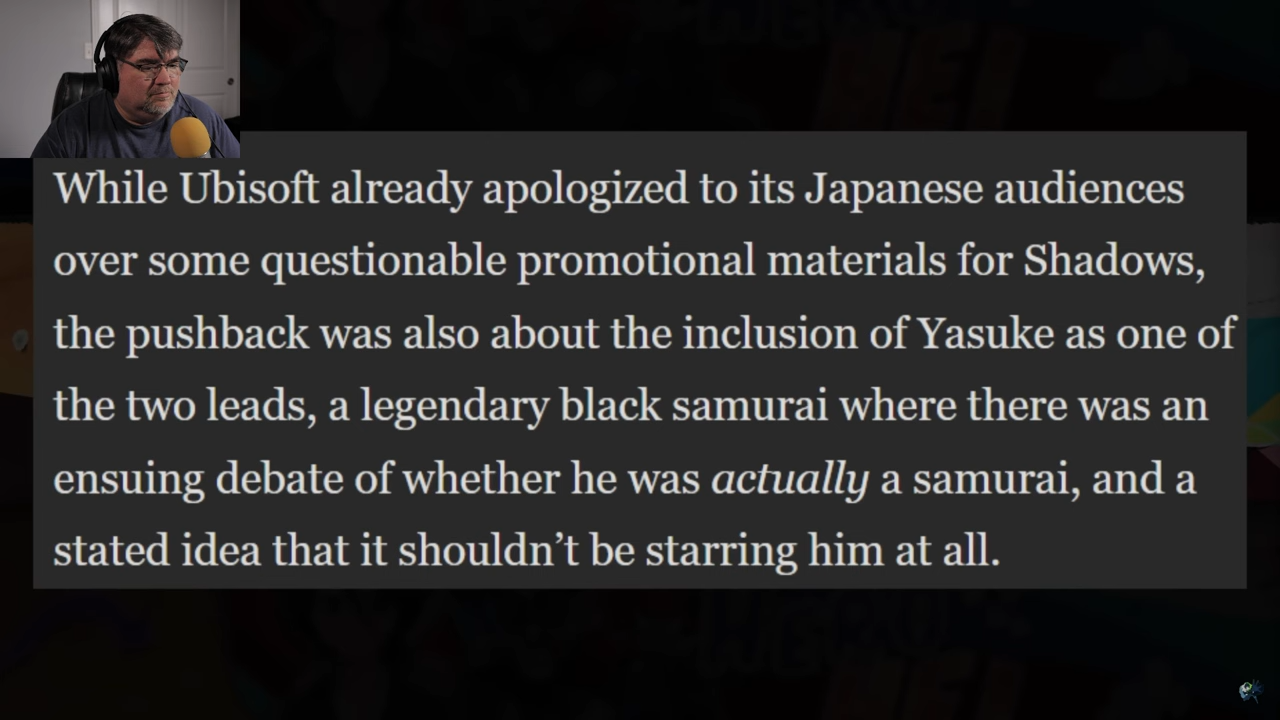 While Ubisoft already apologized to its Japanese audiences
over some questionable promotional materials for Shadows,
the pushback was also about the inclusion of Yasuke as one of
the two leads, a legendary black samurai where there was an
ensuing debate of whether he was actually a samurai, and a
stated idea that it shouldn’t be starring him at all.